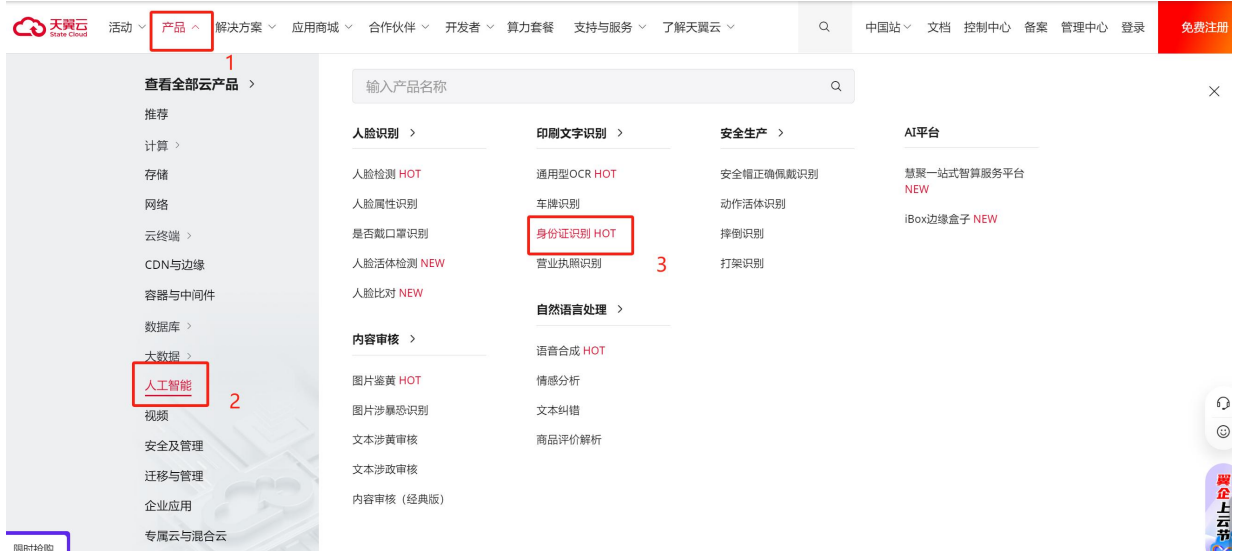 天翼云 State Cloud 活动 产品 解决方案 应用商城 合作伙伴 开发者 算力套餐 支持与服务 了解天翼云 中国站 文档 控制中心 备案 管理中心 登录 免费注册
1
查看全部云产品
推荐
计算
存储
网络
云终端
CDN与边缘
容器与中间件
数据库
大数据
人工智能
2
视频
安全及管理
迁移与管理
企业应用
专属云与混合云
限时抢购
输入产品名称
人脸识别
人脸检测 HOT
人脸属性识别
是否戴口罩识别
人脸活体检测 NEW
人脸比对 NEW
内容审核
图片鉴黄 HOT
图片涉暴恐识别
文本涉黄审核
文本涉政审核
内容审核（经典版）
印刷文字识别
通用型OCR HOT
车牌识别
身份证识别 HOT
营业执照识别
3
自然语言处理
语音合成 HOT
情感分析
文本纠错
商品评价解析
安全生产
安全帽正确佩戴识别
动作活体识别
摔倒识别
打架识别
AI平台
慧聚一站式智算服务平台
NEW
iBox边缘盒子 NEW
翼企上云节